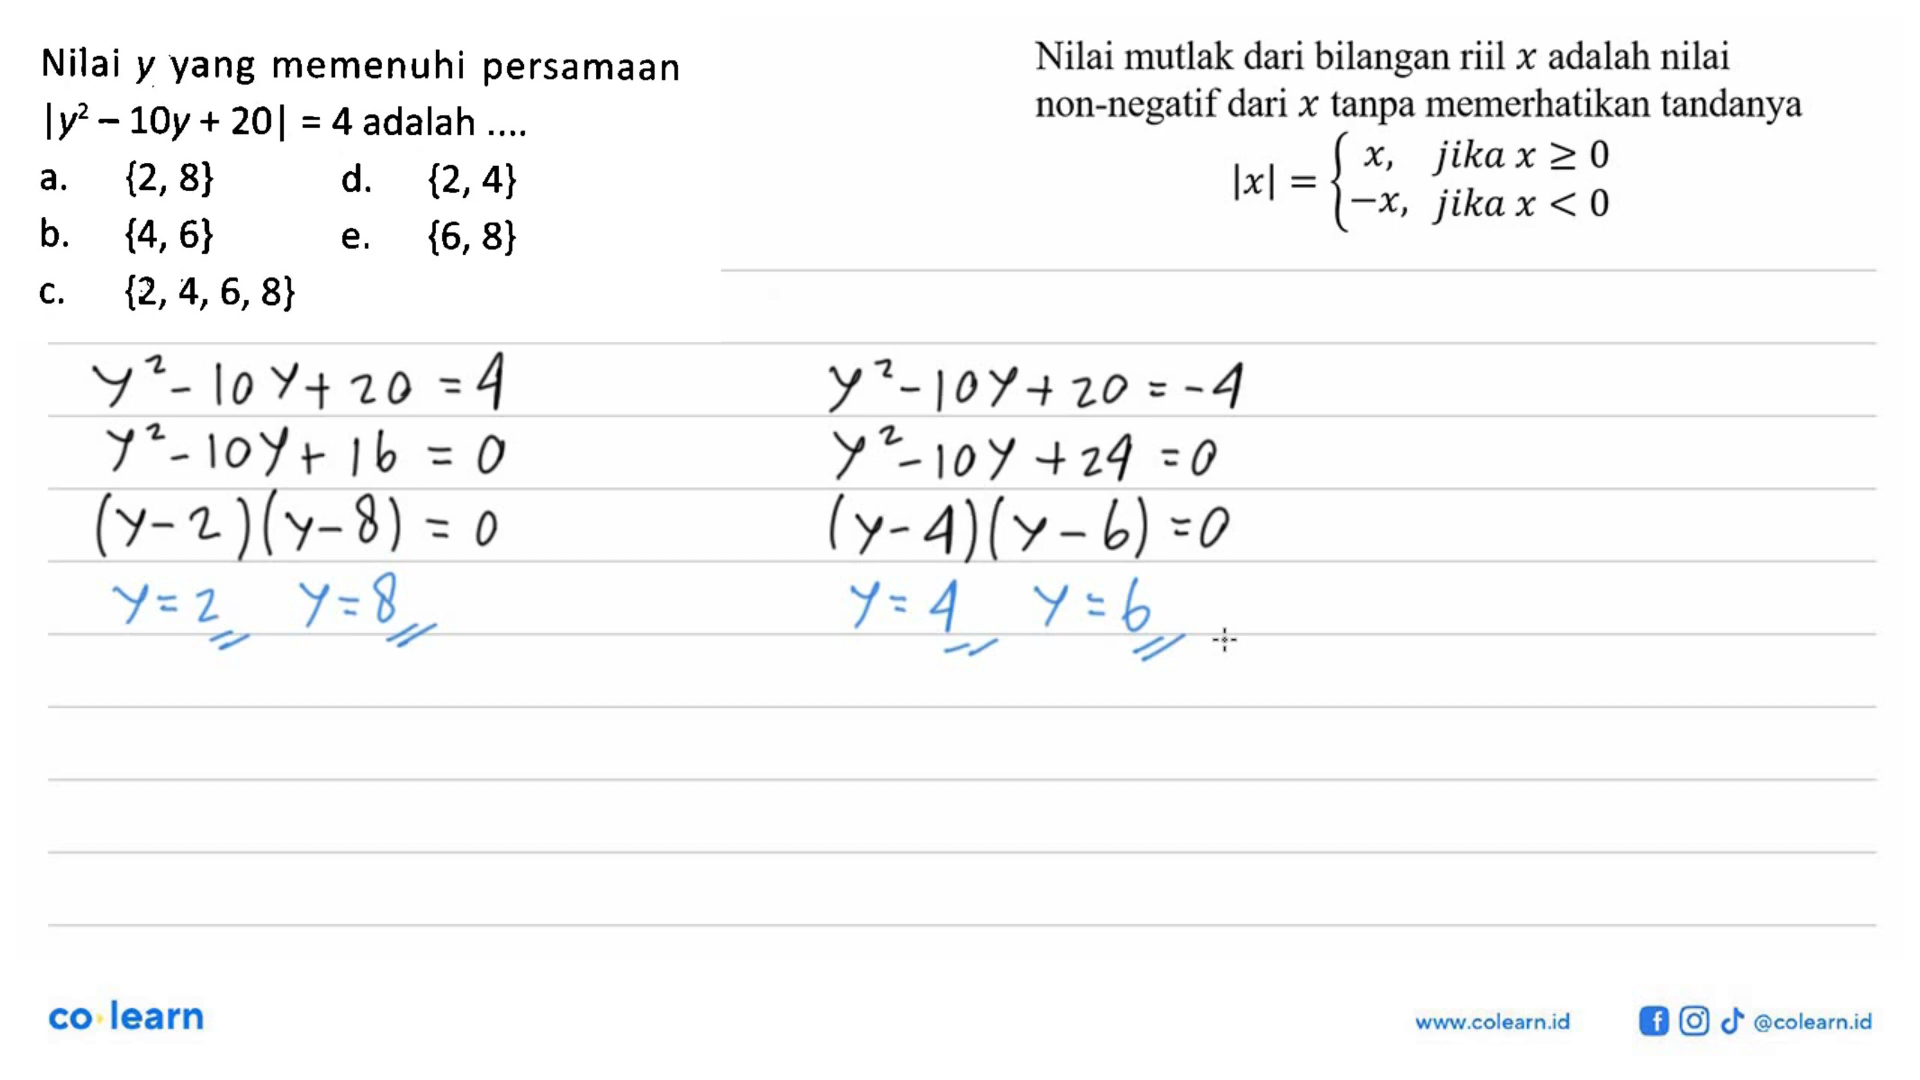 Nilai y yang memenuhi persamaan
|y² – 10y + 20| = 4 adalah ....
a. {2, 8} d. {2, 4}
b. {4, 6} e. {6, 8}
c. {2, 4, 6, 8}
Nilai mutlak dari bilangan riil x adalah nilai
non-negatif dari x tanpa memerhatikan tandanya
|x| = { x, jika x ≥ 0
−x, jika x < 0
y² - 10y + 20 = 4
y² - 10y + 16 = 0
(y-2)(y-8) = 0
y = 2 y = 8
y² - 10y + 20 = -4
y² - 10y + 24 = 0
(y-4)(y-6) = 0
y = 4 y = 6
co learn
www.colearn.id
@colearn.id